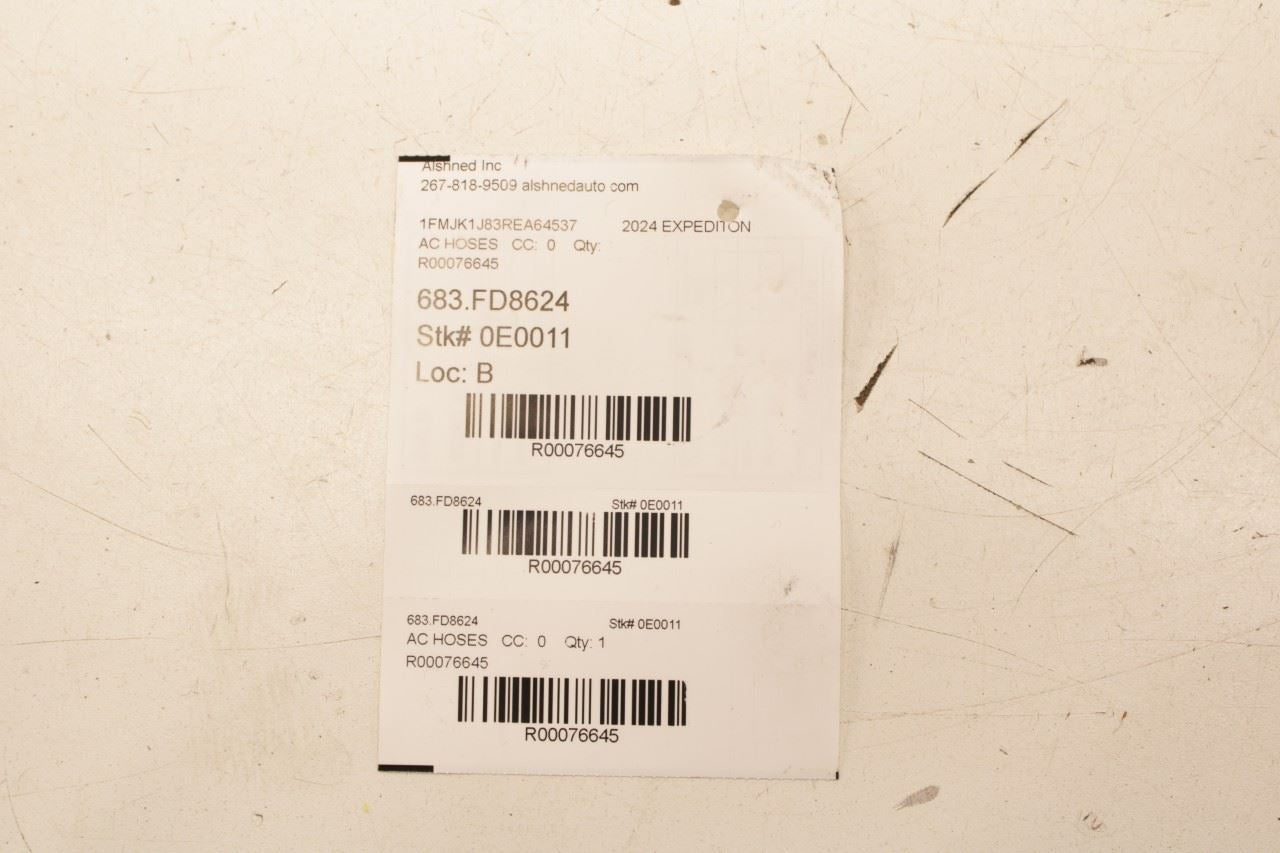 Alshned Inc
267-818-9509 alshnedauto com
1FMJK1J83REA64537 2024 EXPEDITON
AC HOSES CC: 0 Qty:
R00076645
683.FD8624
Stk# 0E0011
Loc: B
R00076645
683.FD8624 Stk# 0E0011
R00076645
683.FD8624 Stk# 0E0011
AC HOSES CC: 0 Qty: 1
R00076645
R00076645